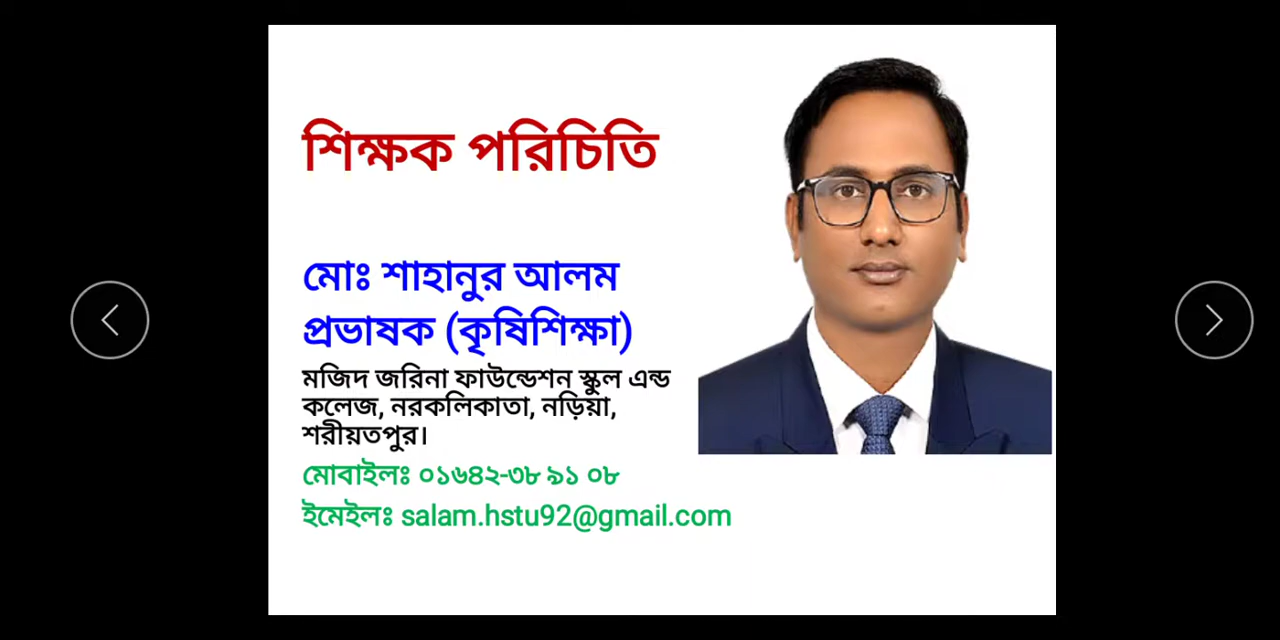 শিক্ষক পরিচিতি
মোঃ শাহানুর আলম
প্রভাষক (কৃষিশিক্ষা)
মজিদ জরিনা ফাউন্ডেশন স্কুল এন্ড
কলেজ, নরকলিকাতা, নড়িয়া,
শরীয়তপুর।
মোবাইলঃ ০১৬৪২-৩৮ ৯১ ০৮
ইমেইলঃ salam.hstu92@gmail.com